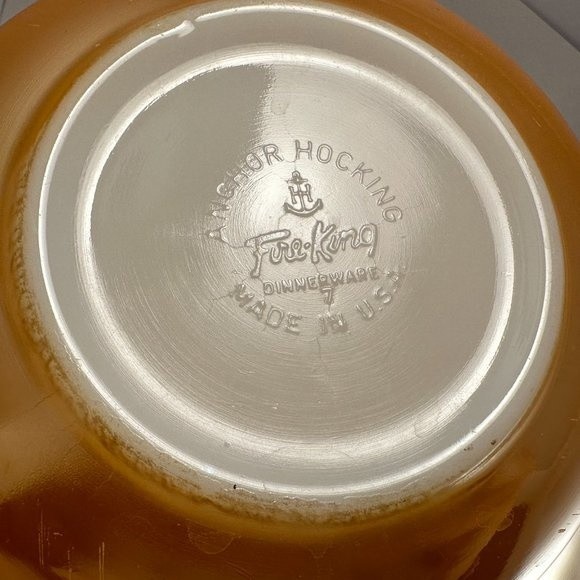 ANCHOR HOCKING
H
Fire-King
DINNERWARE
7
MADE IN U.S.A.